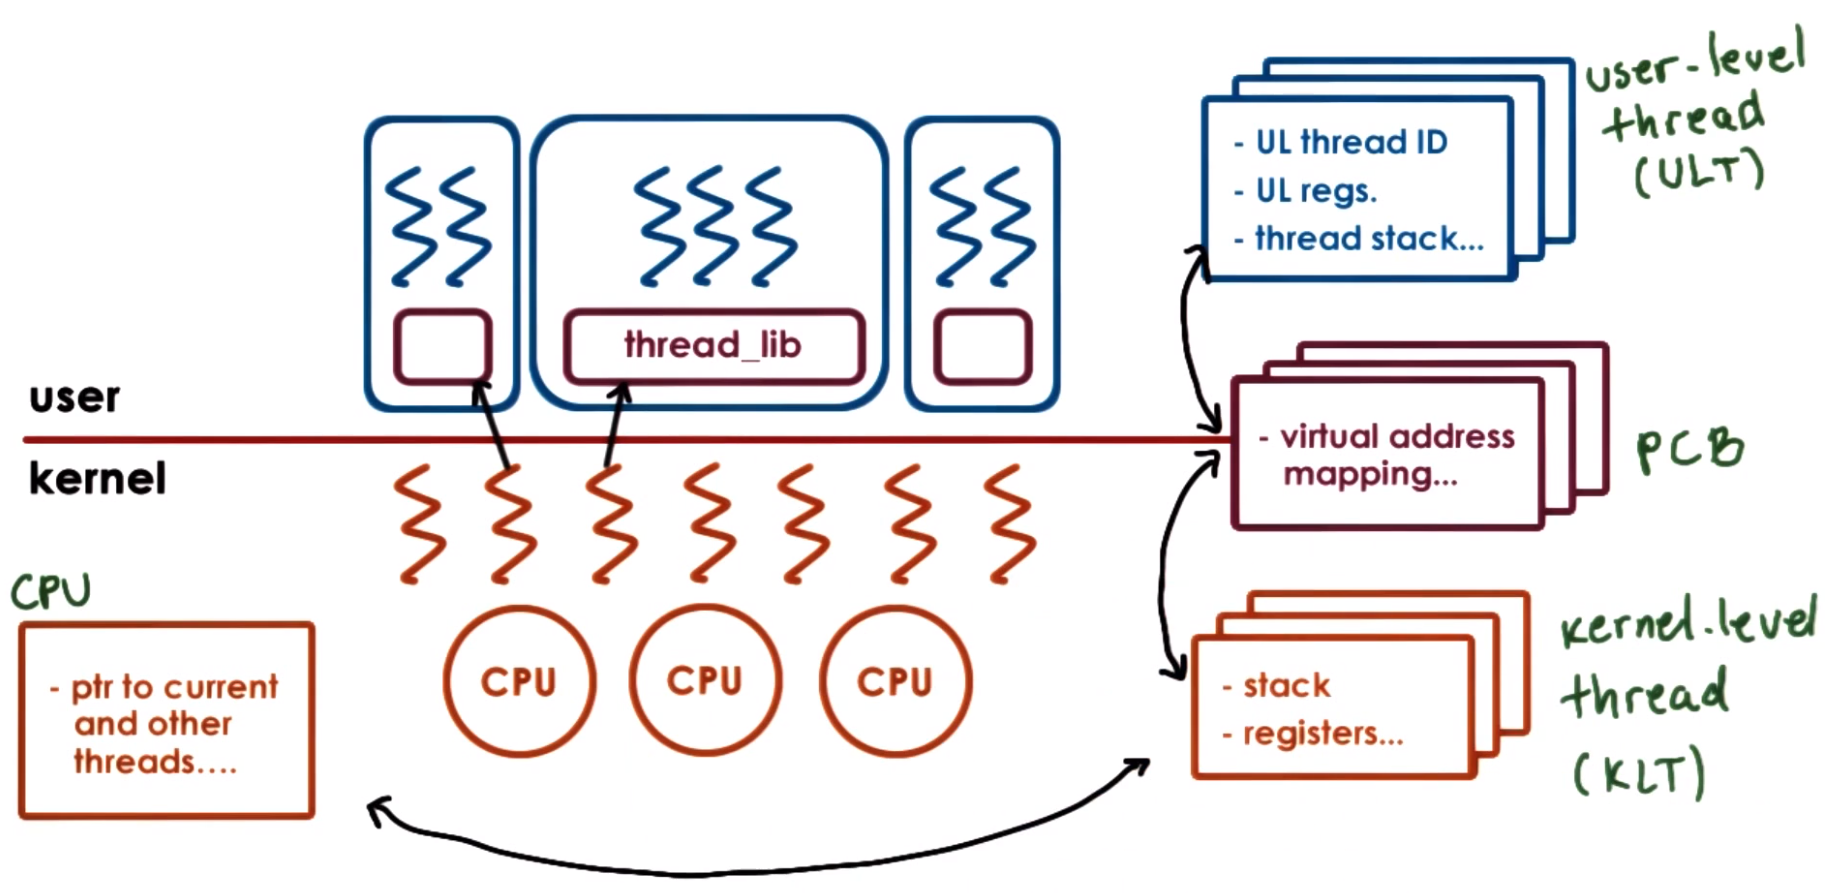 user-level
thread
(ULT)
- UL thread ID
- UL regs.
- thread stack...
thread_lib
user
kernel
- virtual address
mapping...
PCB
CPU
- ptr to current
and other
threads....
CPU
CPU
CPU
- stack
- registers...
kernel-level
thread
(KLT)